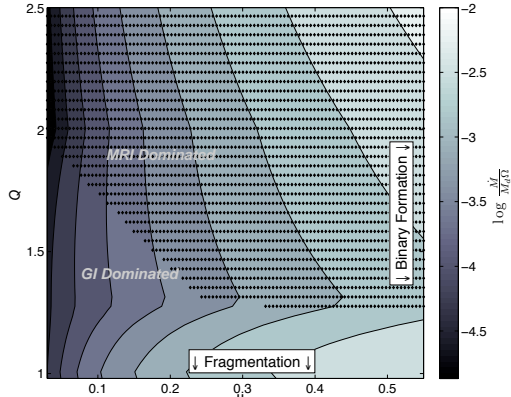 2.5
2
1.5
1
Q
MRI Dominated
GI Dominated
↓ Binary Formation ↓
↓ Fragmentation ↓
0.1
0.2
0.3
0.4
0.5
-2
-2.5
-3
-3.5
-4
-4.5
log Ṁ/M_dΩ